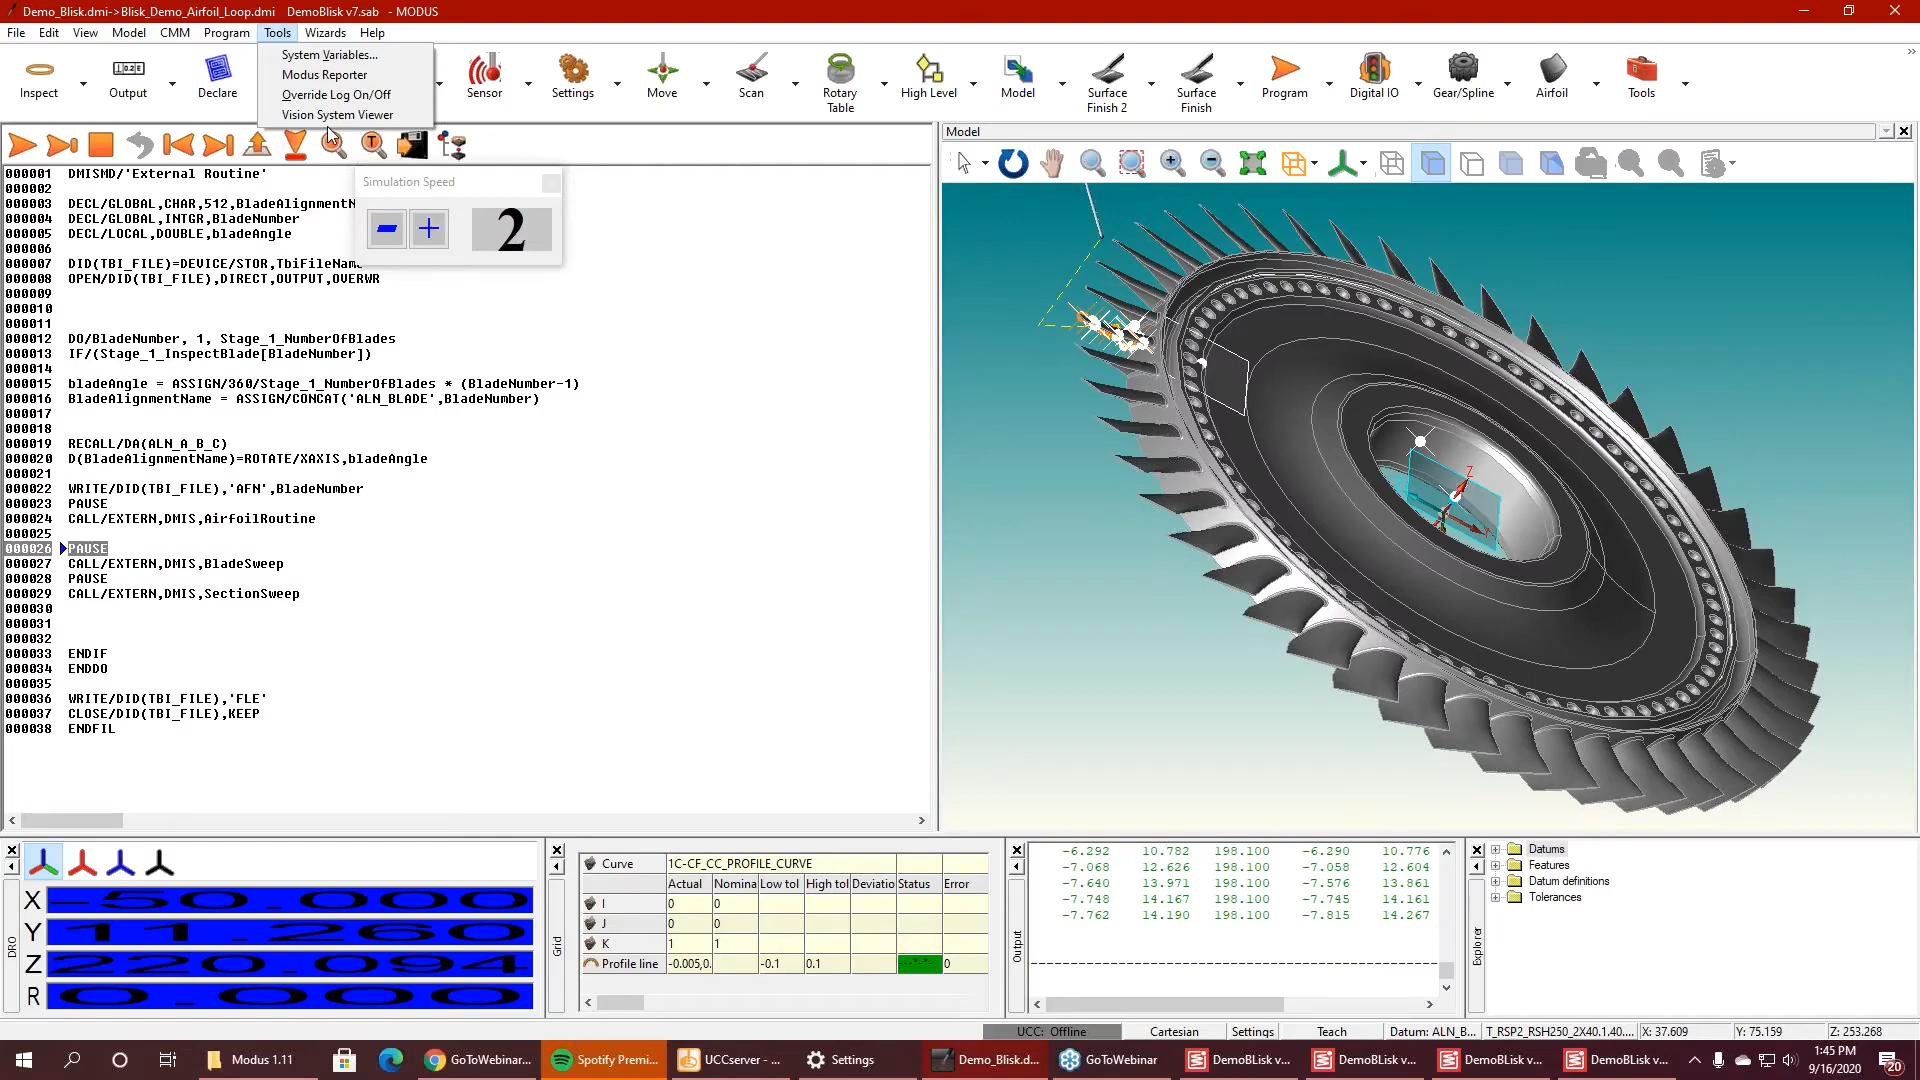 Demo_Blisk.dmi->Blisk_Demo_Airfoil_Loop.dmi    DemoBlisk v7.sab   - MODUS
File Edit View Model CMM Program Tools Wizards Help
System Variables...
Modus Reporter
Override Log On/Off
Vision System Viewer
Inspect
Output
Declare
Sensor
Settings
Move
Scan
Rotary Table
High Level
Model
Surface Finish 2
Surface Finish
Program
Digital IO
Gear/Spline
Airfoil
Tools
Simulation Speed
2
000001 DMISMD/'External Routine'
000002
000003 DECL/GLOBAL,CHAR,512,BladeAlignmentN
000004 DECL/GLOBAL,INTGR,BladeNumber
000005 DECL/LOCAL,DOUBLE,bladeAngle
000006
000007 DID(TBI_FILE)=DEVICE/STOR,TbiFileName
000008 OPEN/DID(TBI_FILE),DIRECT,OUTPUT,OVERWR
000009
000010
000011
000012 DO/BladeNumber, 1, Stage_1_NumberOfBlades
000013 IF/(Stage_1_InspectBlade[BladeNumber])
000014
000015 bladeAngle = ASSIGN/360/Stage_1_NumberOfBlades * (BladeNumber-1)
000016 BladeAlignmentName = ASSIGN/CONCAT('ALN_BLADE',BladeNumber)
000017
000018
000019 RECALL/DA(ALN_A_B_C)
000020 D(BladeAlignmentName)=ROTATE/XAXIS,bladeAngle
000021
000022 WRITE/DID(TBI_FILE),'AFN',BladeNumber
000023 PAUSE
000024 CALL/EXTERN,DMIS,AirfoilRoutine
000025
000026 PAUSE
000027 CALL/EXTERN,DMIS,BladeSweep
000028 PAUSE
000029 CALL/EXTERN,DMIS,SectionSweep
000030
000031
000032
000033 ENDIF
000034 ENDDO
000035
000036 WRITE/DID(TBI_FILE),'FLE'
000037 CLOSE/DID(TBI_FILE),KEEP
000038 ENDFIL
Model
Z
Y
DRO
X -50.000
Y 11.260
Z 220.094
R 0.000
Grid
Curve 1C-CF_CC_PROFILE_CURVE
Actual Nomina Low tol High tol Deviatio Status Error
I 0 0
J 0 0
K 1 1
Profile line -0.005,0. -0.1 0.1 0
Output
-6.292 10.782 198.100 -6.290 10.776
-7.068 12.626 198.100 -7.058 12.604
-7.640 13.971 198.100 -7.576 13.861
-7.748 14.167 198.100 -7.745 14.161
-7.762 14.190 198.100 -7.815 14.267
Explorer
Datums
Features
Datum definitions
Tolerances
UCC: Offline Cartesian Settings Teach Datum: ALN_B... T_RSP2_RSH250_2X40.1.40.... X: 37.609 Y: 75.159 Z: 253.268
Modus 1.11
GoToWebinar...
Spotify Premi...
UCCserver - ...
Settings
Demo_Blisk.d...
GoToWebinar
DemoBLisk v...
DemoBLisk v...
DemoBLisk v...
DemoBLisk v...
1:45 PM
9/16/2020
20